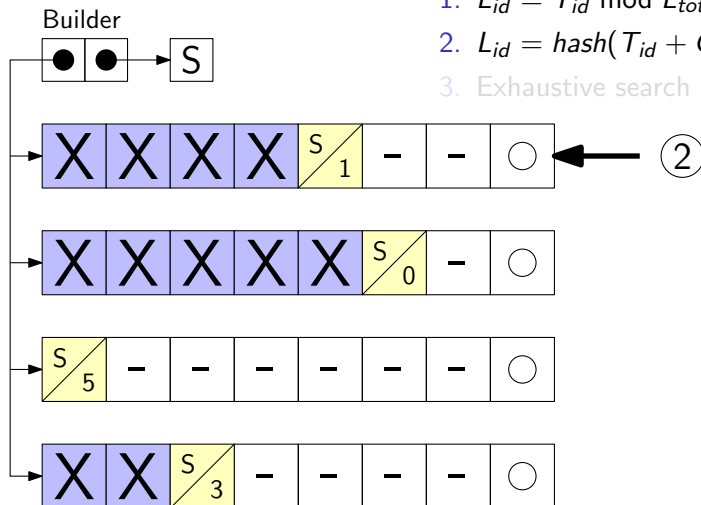 1. L_id = T_id mod L_tot
Builder
S
2. L_id = hash(T_id +
3. Exhaustive search
X X X X S/1 - - ○ 2
X X X X X S/0 - ○
S/5 - - - - - - ○
X X S/3 - - - - ○